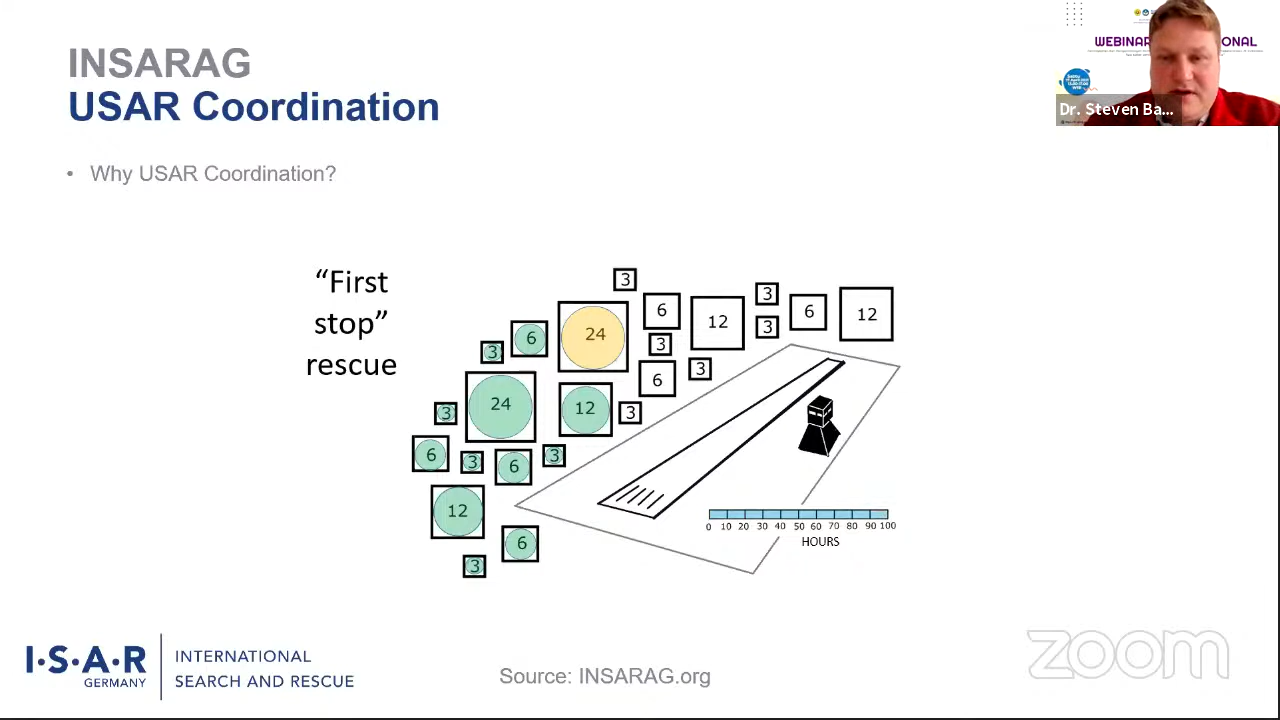 INSARAG
USAR Coordination
• Why USAR Coordination?
“First
stop”
rescue
3
6
12
3
3
6
12
24
6
3
3
6
3
24
12
3
3
6
3
6
3
12
6
3
0 10 20 30 40 50 60 70 80 90 100
HOURS
I·S·A·R
GERMANY
INTERNATIONAL
SEARCH AND RESCUE
Source: INSARAG.org
zoom
WEBINAR
ONAL
Dr. Steven Ba...